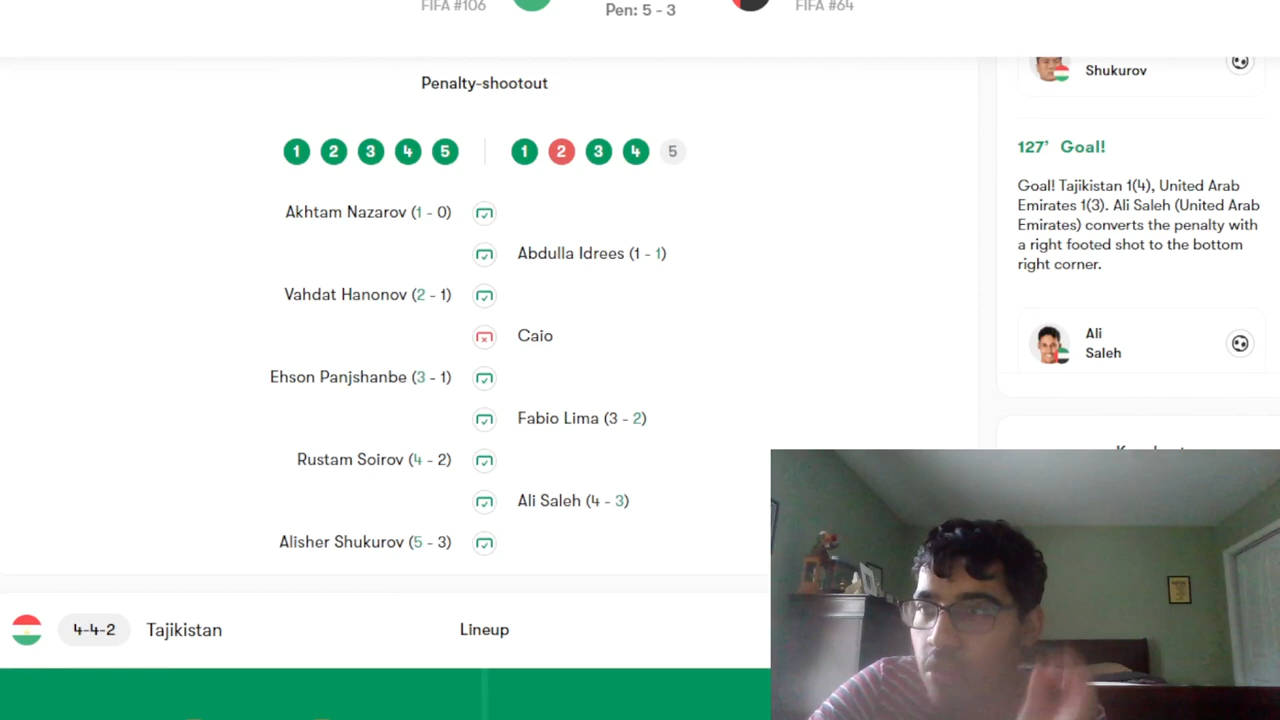 FIFA #106
Pen: 5 - 3
FIFA #64
Penalty-shootout
1 2 3 4 5
1 2 3 4 5
Akhtam Nazarov (1 - 0)
Abdulla Idrees (1 - 1)
Vahdat Hanonov (2 - 1)
Caio
Ehson Panjshanbe (3 - 1)
Fabio Lima (3 - 2)
Rustam Soirov (4 - 2)
Ali Saleh (4 - 3)
Alisher Shukurov (5 - 3)
4-4-2
Tajikistan
Lineup
Shukurov
127’ Goal!
Goal! Tajikistan 1(4), United Arab
Emirates 1(3). Ali Saleh (United Arab
Emirates) converts the penalty with
a right footed shot to the bottom
right corner.
Ali
Saleh